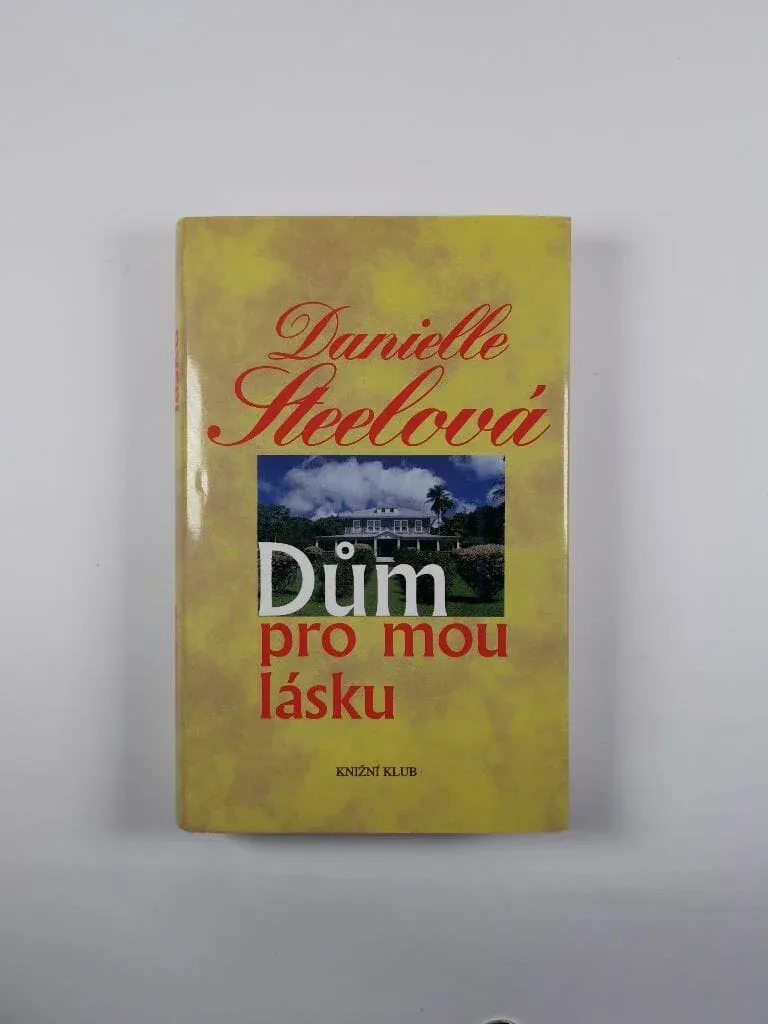 Danielle
Steelová
Dům
pro mou
lásku
KNIŽNÍ KLUB